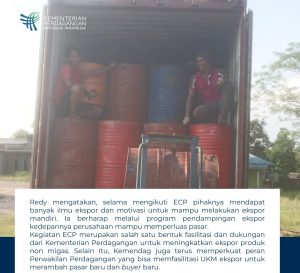 KEMENTERIAN
PERDAGANGAN
REPUBLIK INDONESIA
Redy mengatakan, selama mengikuti ECP pihaknya mendapat
banyak ilmu ekspor dan motivasi untuk mampu melakukan ekspor
mandiri. Ia berharap melalui program pendampingan ekspor
kedepannya perusahaan mampu memperluas pasar.
Kegiatan ECP merupakan salah satu bentuk fasilitasi dan dukungan
dari Kementerian Perdagangan untuk meningkatkan ekspor produk
non migas. Selain itu, Kemendag juga terus memperkuat peran
Perwakilan Perdagangan yang bisa memfasilitasi UKM ekspor untuk
merambah pasar baru dan buyer baru.